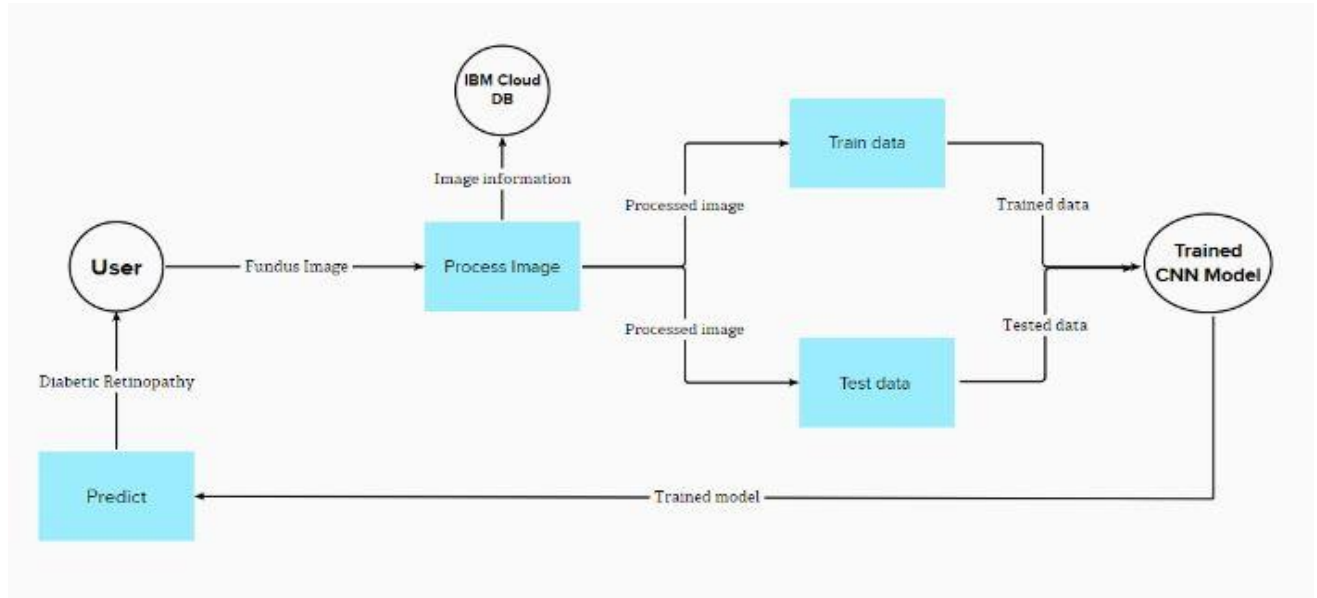 IBM Cloud
DB
Image information
Train data
Processed image
Trained data
User
Fundus Image
Process Image
Trained
CNN Model
Processed image
Tested data
Diabetic Retinopathy
Test data
Predict
Trained model